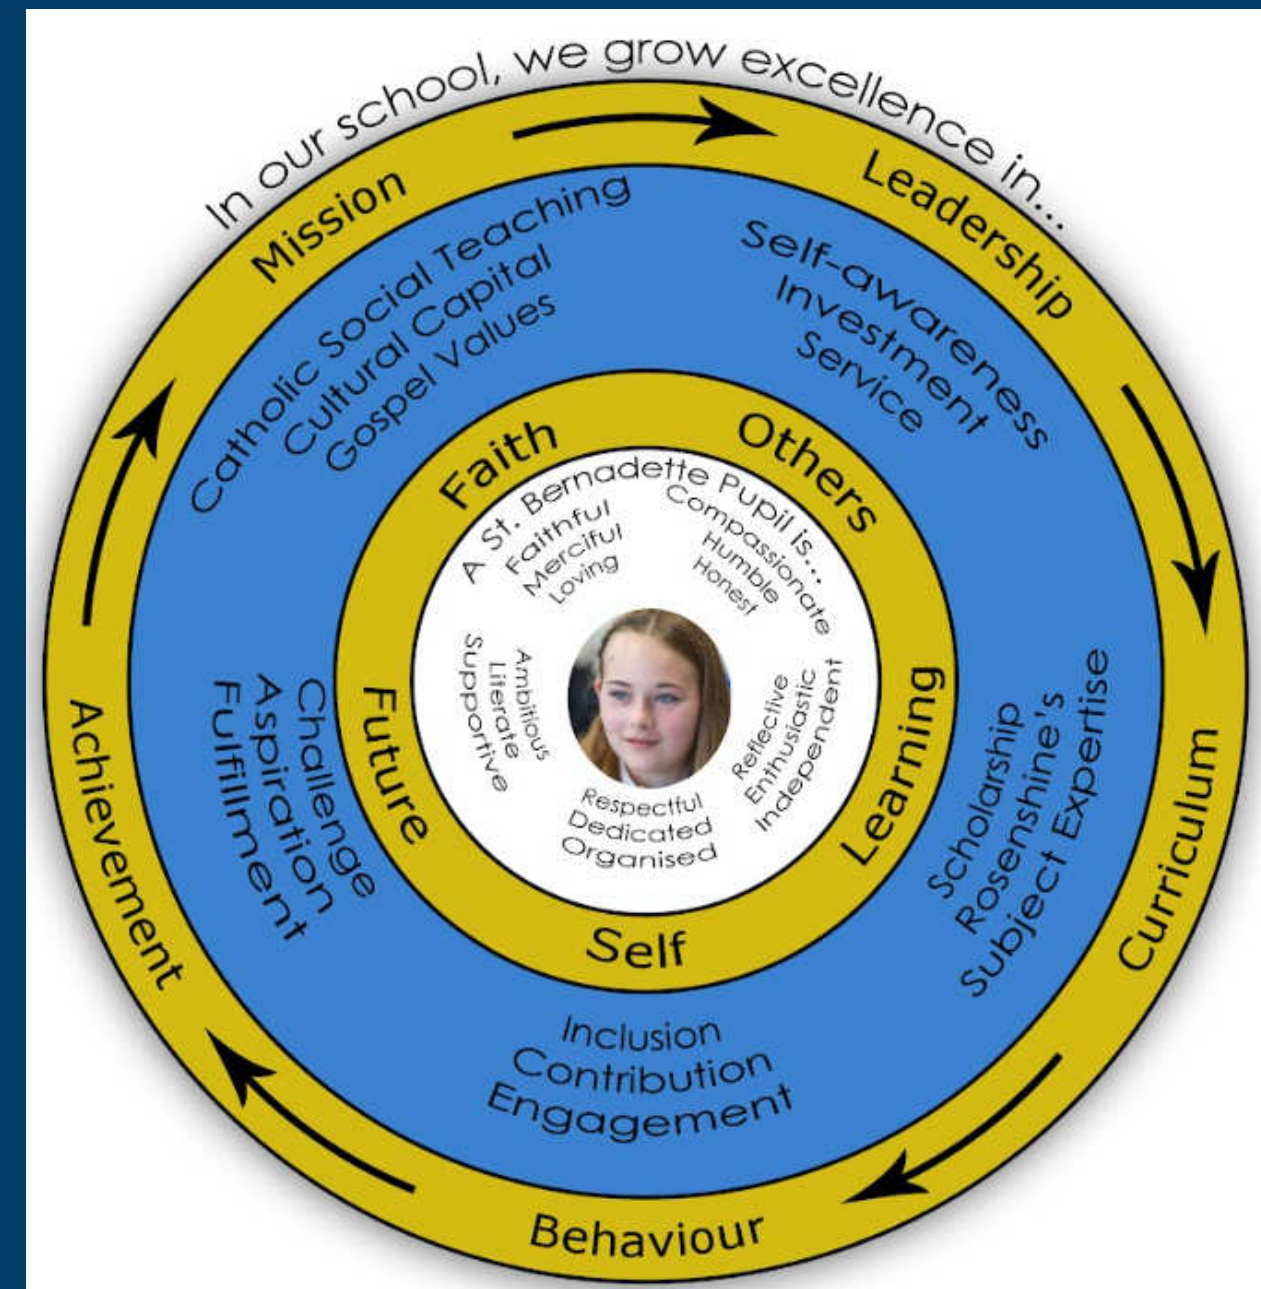 In our school, we grow excellence in...
Mission
Leadership
Curriculum
Behaviour
Achievement
Catholic Social Teaching
Cultural Capital
Gospel Values
Self-awareness
Investment
Service
Scholarship
Rosenshine's
Subject Expertise
Inclusion
Contribution
Engagement
Challenge
Aspiration
Fulfilment
Faith
Others
Learning
Self
Future
A St. Bernadette Pupil is...
Faithful
Merciful
Loving
Compassionate
Humble
Honest
Reflective
Enthusiastic
Independent
Respectful
Dedicated
Organised
Ambitious
Literate
Supportive